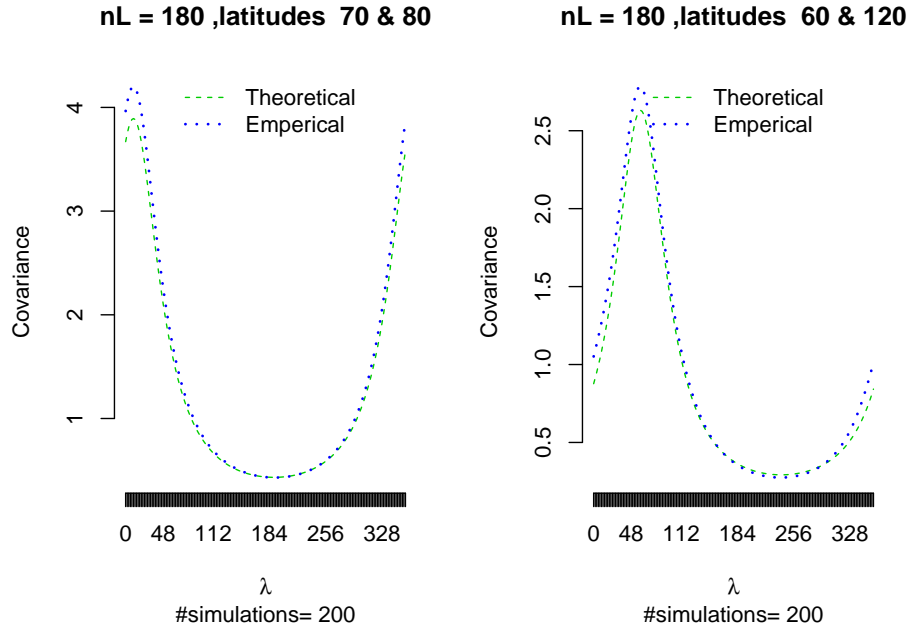 nL = 180 ,latitudes 70 & 80
Theoretical
Emperical
Covariance
4
3
2
1
0 48 112 184 256 328
λ
#simulations= 200
nL = 180 ,latitudes 60 & 120
Theoretical
Emperical
Covariance
2.5
2.0
1.5
1.0
0.5
0 48 112 184 256 328
λ
#simulations= 200